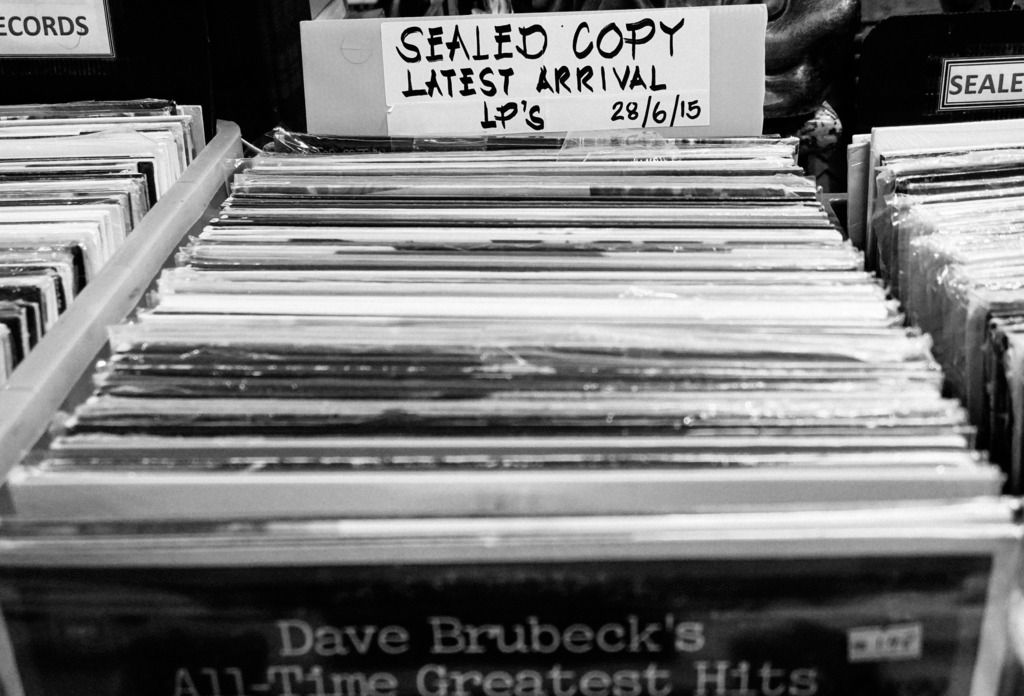 ECORDS
SEALED COPY
LATEST ARRIVAL
LP'S 28/6/15
SEALE
Dave Brubeck's
All-Time Greatest Hits